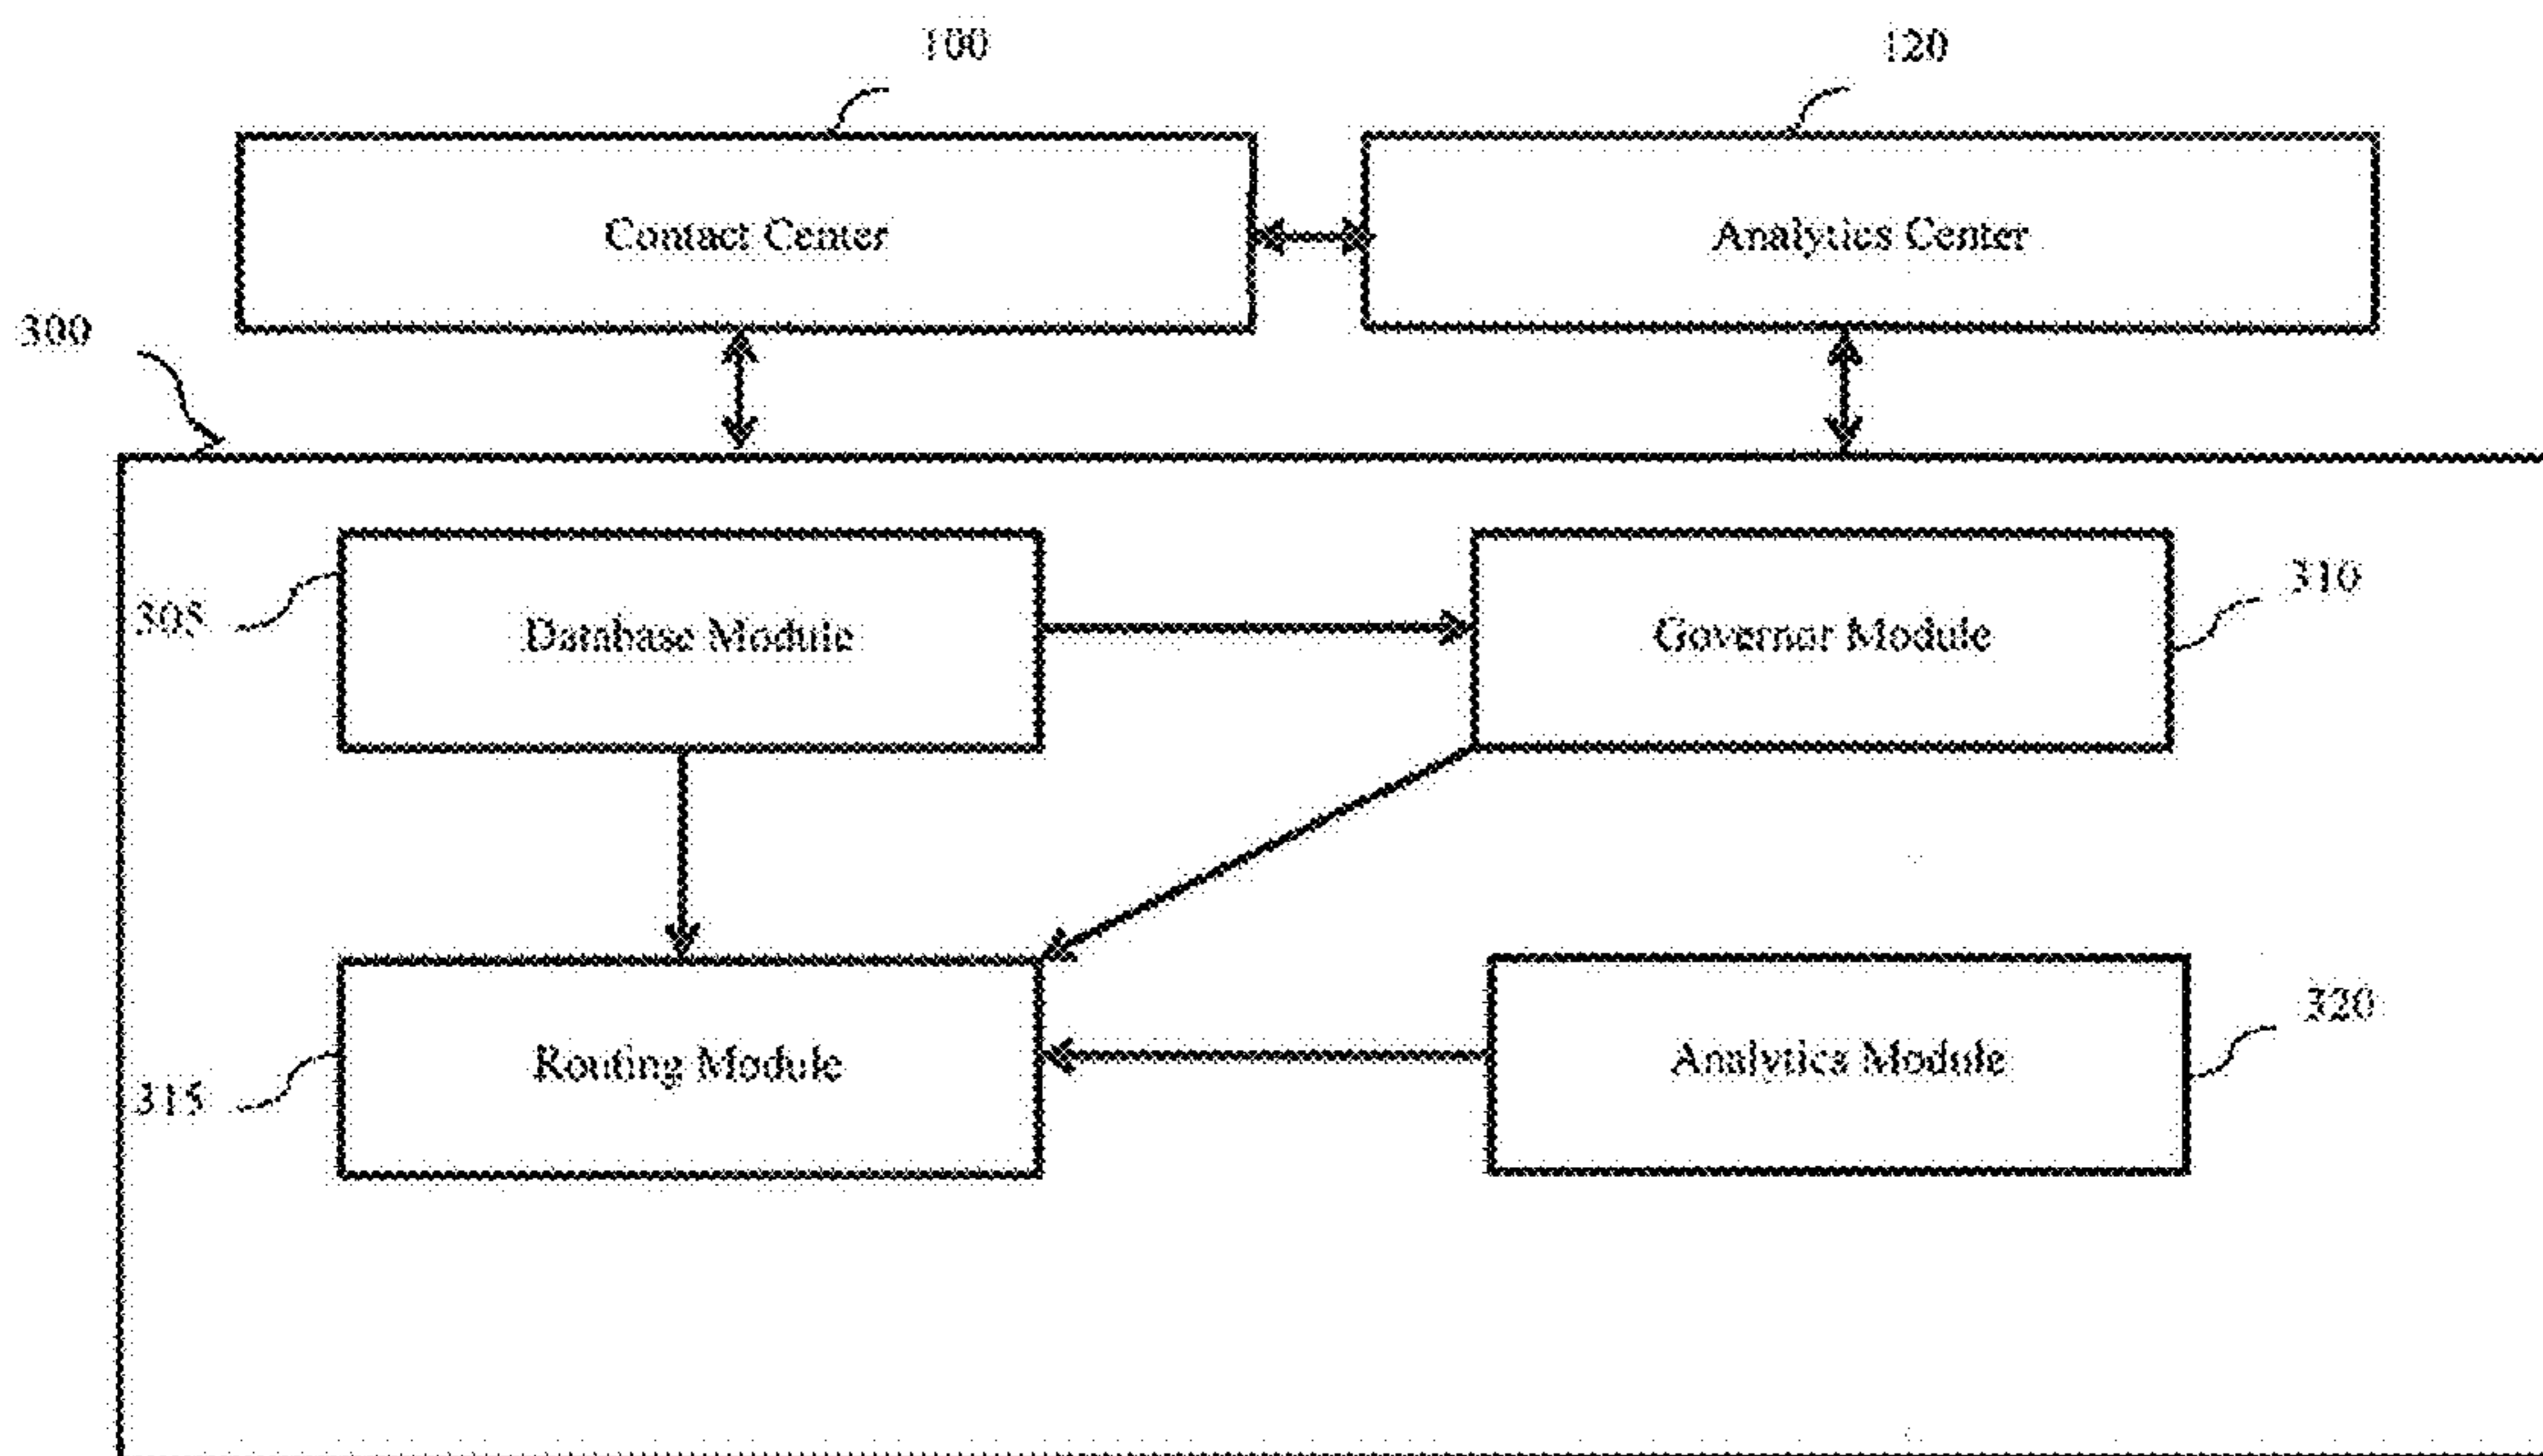 100
120
Contact Center
Analytics Center
300
305
Database Module
Governor Module
310
315
Routing Module
Analytics Module
320